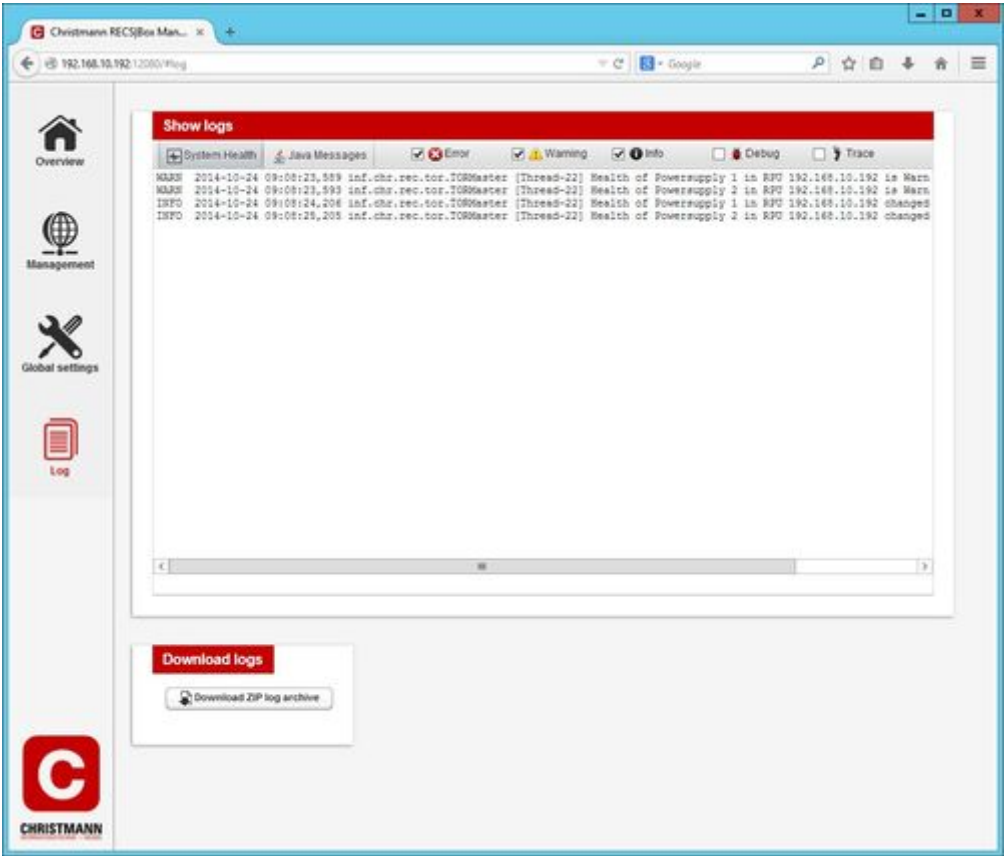 Christmann RECS|Box Man...
192.168.10.192:12080/#log
Google
Overview
Management
Global settings
Log
Show logs
System Health Java Messages Error Warning Info Debug Trace
WARN 2014-10-24 09:08:23,589 inf.chr.rec.tor.TORMaster [Thread-22] Health of Powersupply 1 in RPU 192.168.10.192 is Warn
WARN 2014-10-24 09:08:23,593 inf.chr.rec.tor.TORMaster [Thread-22] Health of Powersupply 2 in RPU 192.168.10.192 is Warn
INFO 2014-10-24 09:08:24,206 inf.chr.rec.tor.TORMaster [Thread-22] Health of Powersupply 1 in RPU 192.168.10.192 changed
INFO 2014-10-24 09:08:25,205 inf.chr.rec.tor.TORMaster [Thread-22] Health of Powersupply 2 in RPU 192.168.10.192 changed
Download logs
Download ZIP log archive
C
CHRISTMANN